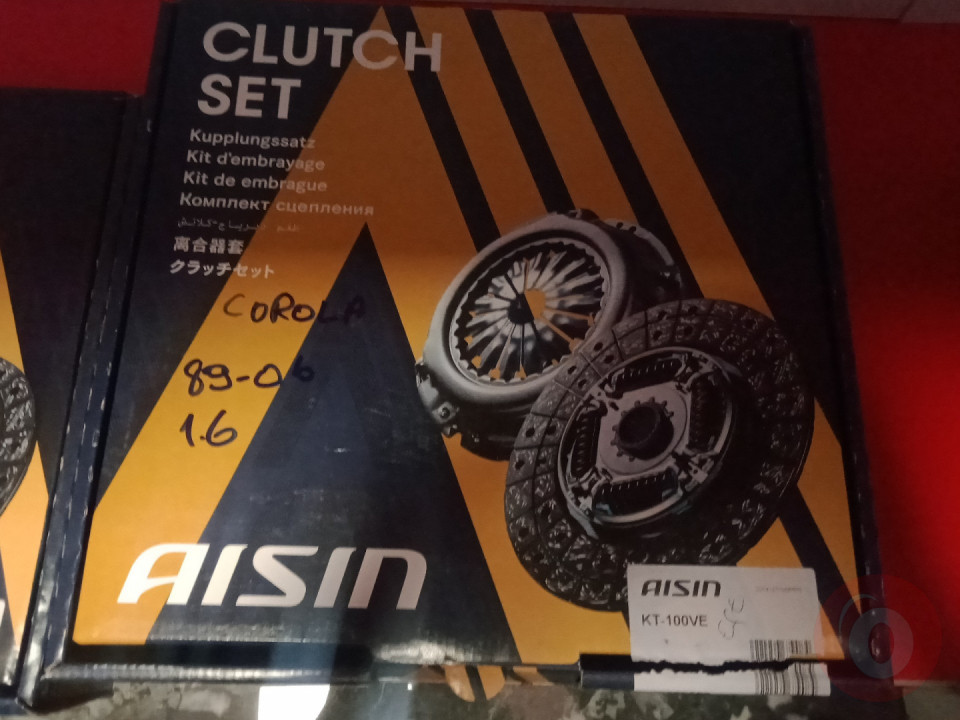 CLUTCH
SET
Kupplungssatz
Kit d'embrayage
Kit de embrague
Комплект сцепления
离合器套
クラッチセット
COROLA
89-06
1.6
AISIN
AISIN
KT-100VE